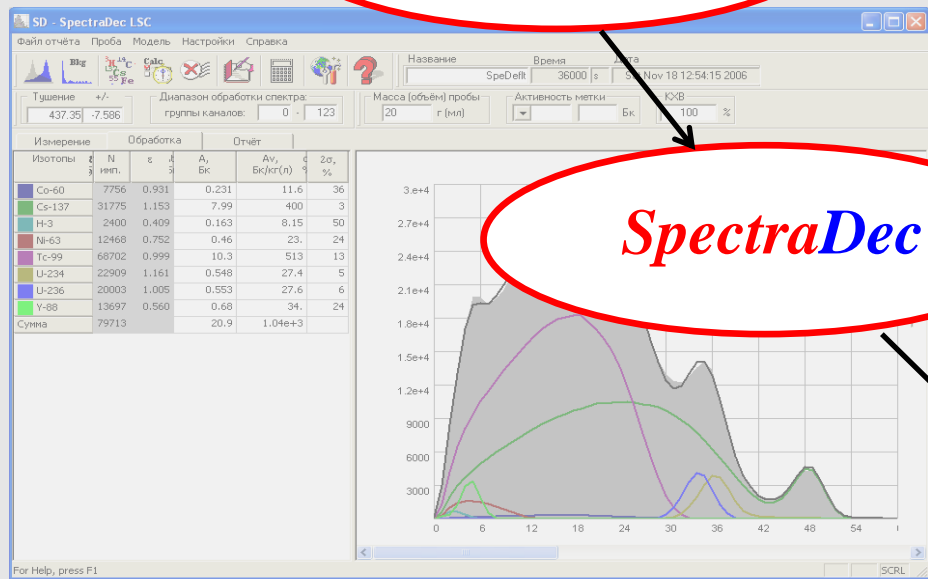 SD - SpectraDec LSC
Файл отчёта Проба Модель Настройки Справка
Bkg ³H ¹⁴C Cs ⁵⁵Fe Calc
Название Время Дата
SpeDeflt 36000 s Sat Nov 18 12:54:15 2006
Тушение +/- Диапазон обработки спектра: Масса (объём) пробы Активность метки КХВ
437.35 -7.586 группы каналов: 0 - 123 20 г (мл) Бк 100 %
Измерение Обработка Отчёт
Изотопы N имп. ε A, Бк Av, Бк/кг(л) 2σ, %
Co-60 7756 0.931 0.231 11.6 36
Cs-137 31775 1.153 7.99 400 3
H-3 2400 0.409 0.163 8.15 50
Ni-63 12468 0.752 0.46 23. 24
Tc-99 68702 0.999 10.3 513 13
U-234 22909 1.161 0.548 27.4 5
U-236 20003 1.005 0.553 27.6 6
Y-88 13697 0.560 0.68 34. 24
Сумма 79713 20.9 1.04e+3
3.e+4
2.7e+4
2.4e+4
2.1e+4
1.8e+4
1.5e+4
1.2e+4
9000
6000
3000
0 6 12 18 24 30 36 42 48 54
SpectraDec
For Help, press F1 SCRL